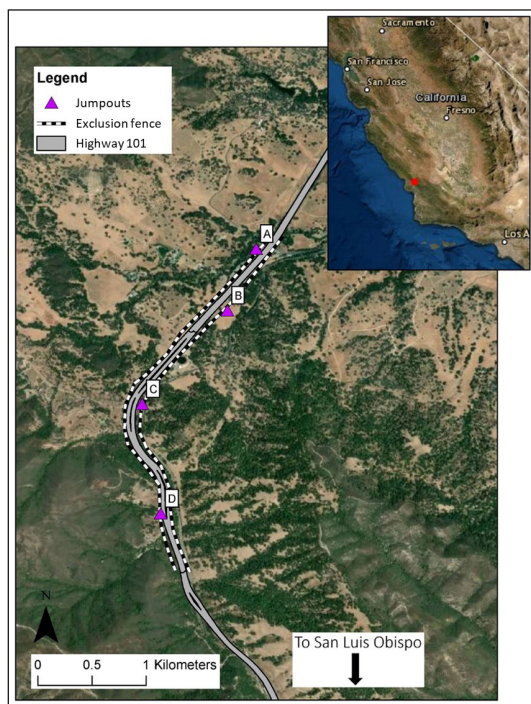 Legend
Jumpouts
Exclusion fence
Highway 101
Sacramento
San Francisco
San Jose
California
Fresno
Los A
A
B
C
D
N
0 0.5 1 Kilometers
To San Luis Obispo